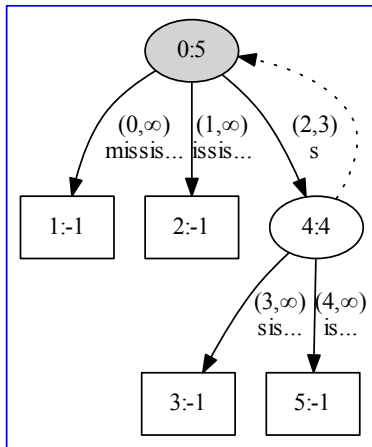 0:5
(0,∞)
missis...
(1,∞)
issis...
(2,3)
s
1:-1
2:-1
4:4
(3,∞)
sis...
(4,∞)
is...
3:-1
5:-1